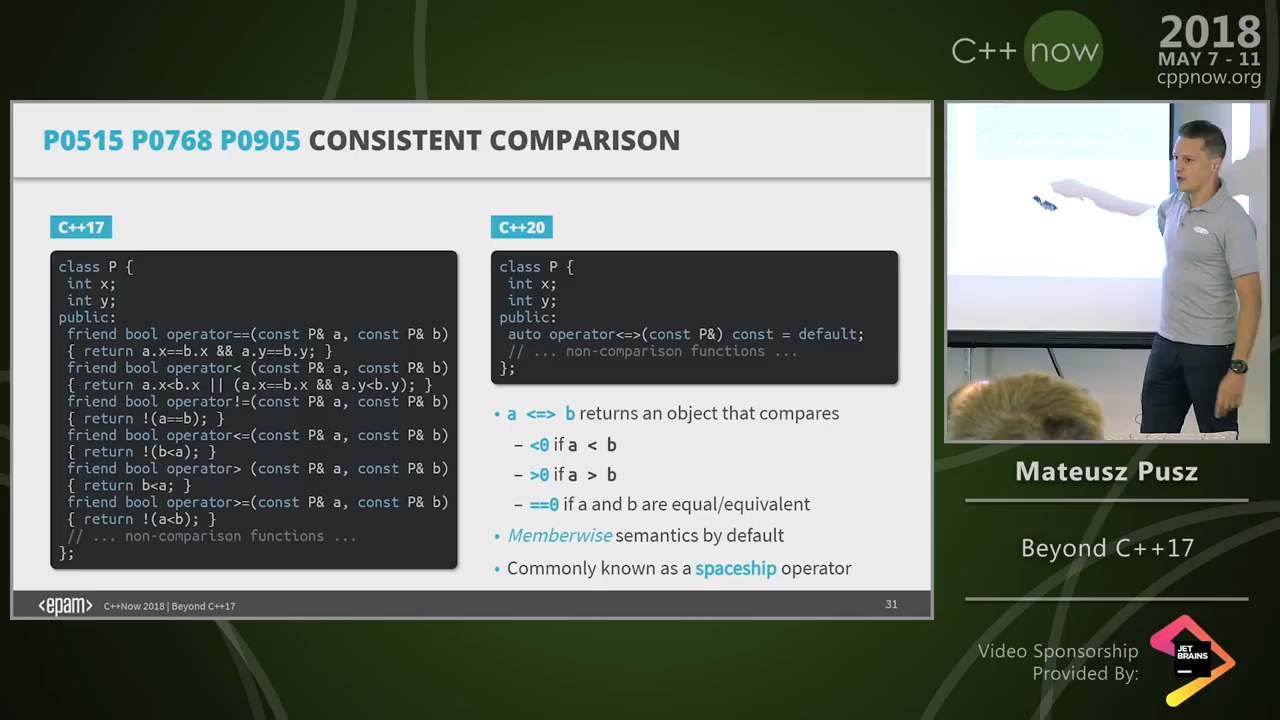 C++ now
2018
MAY 7 - 11
cppnow.org
P0515 P0768 P0905 CONSISTENT COMPARISON
C++17
class P {
int x;
int y;
public:
friend bool operator==(const P& a, const P& b)
{ return a.x==b.x && a.y==b.y; }
friend bool operator< (const P& a, const P& b)
{ return a.x<b.x || (a.x==b.x && a.y<b.y); }
friend bool operator!=(const P& a, const P& b)
{ return !(a==b); }
friend bool operator<=(const P& a, const P& b)
{ return !(b<a); }
friend bool operator> (const P& a, const P& b)
{ return b<a; }
friend bool operator>=(const P& a, const P& b)
{ return !(a<b); }
// ... non-comparison functions ...
};
C++20
class P {
int x;
int y;
public:
auto operator<=>(const P&) const = default;
// ... non-comparison functions ...
};
• a <=> b returns an object that compares
– <0 if a < b
– >0 if a > b
– ==0 if a and b are equal/equivalent
• Memberwise semantics by default
• Commonly known as a spaceship operator
<epam> C++Now 2018 | Beyond C++17
31
Mateusz Pusz
Beyond C++17
Video Sponsorship
Provided By:
JET
BRAINS